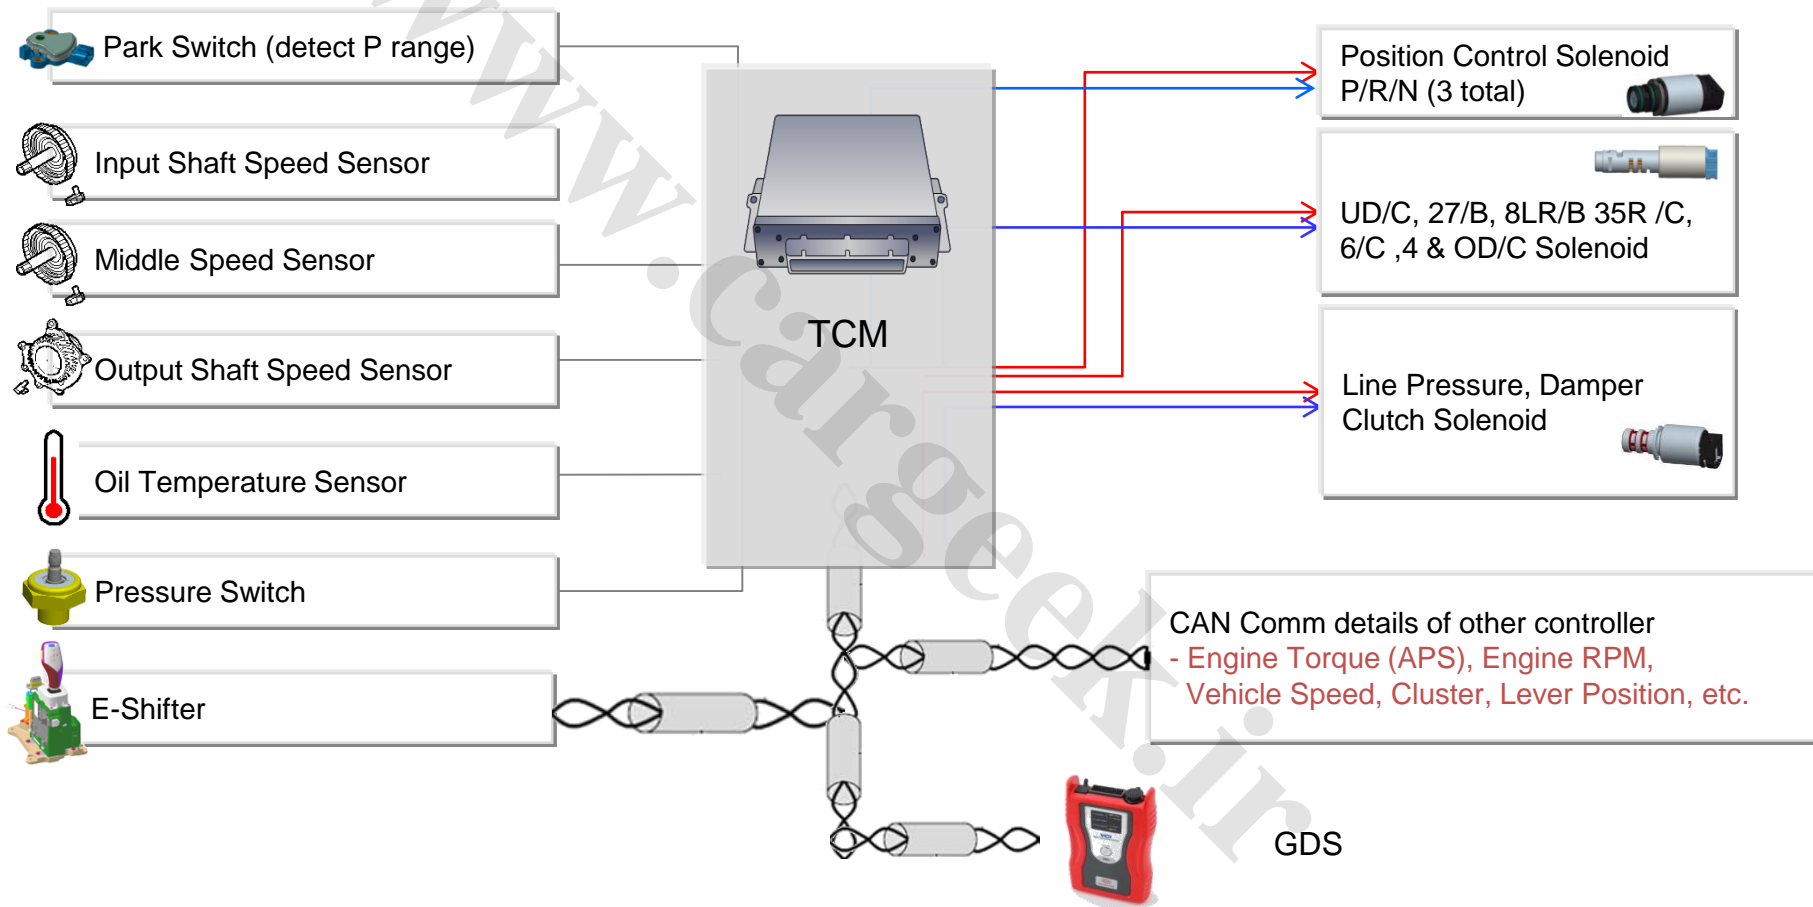 Park Switch (detect P range)
Input Shaft Speed Sensor
Middle Speed Sensor
Output Shaft Speed Sensor
Oil Temperature Sensor
Pressure Switch
E-Shifter
TCM
Position Control Solenoid
P/R/N (3 total)
UD/C, 27/B, 8LR/B 35R /C,
6/C ,4 & OD/C Solenoid
Line Pressure, Damper
Clutch Solenoid
CAN Comm details of other controller
- Engine Torque (APS), Engine RPM,
Vehicle Speed, Cluster, Lever Position, etc.
GDS
www.cargeek.ir